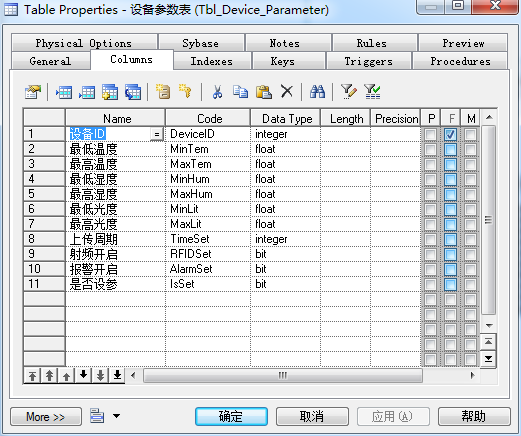 Table Properties - 设备参数表 (Tbl_Device_Parameter)
Physical Options Sybase Notes Rules Preview
General Columns Indexes Keys Triggers Procedures
Name Code Data Type Length Precision P F M
1 设备ID = DeviceID integer
2 最低温度 MinTem float
3 最高温度 MaxTem float
4 最低湿度 MinHum float
5 最高湿度 MaxHum float
6 最低光度 MinLit float
7 最高光度 MaxLit float
8 上传周期 TimeSet integer
9 射频开启 RFIDSet bit
10 报警开启 AlarmSet bit
11 是否设参 IsSet bit
More >> 确定 取消 应用(A) 帮助